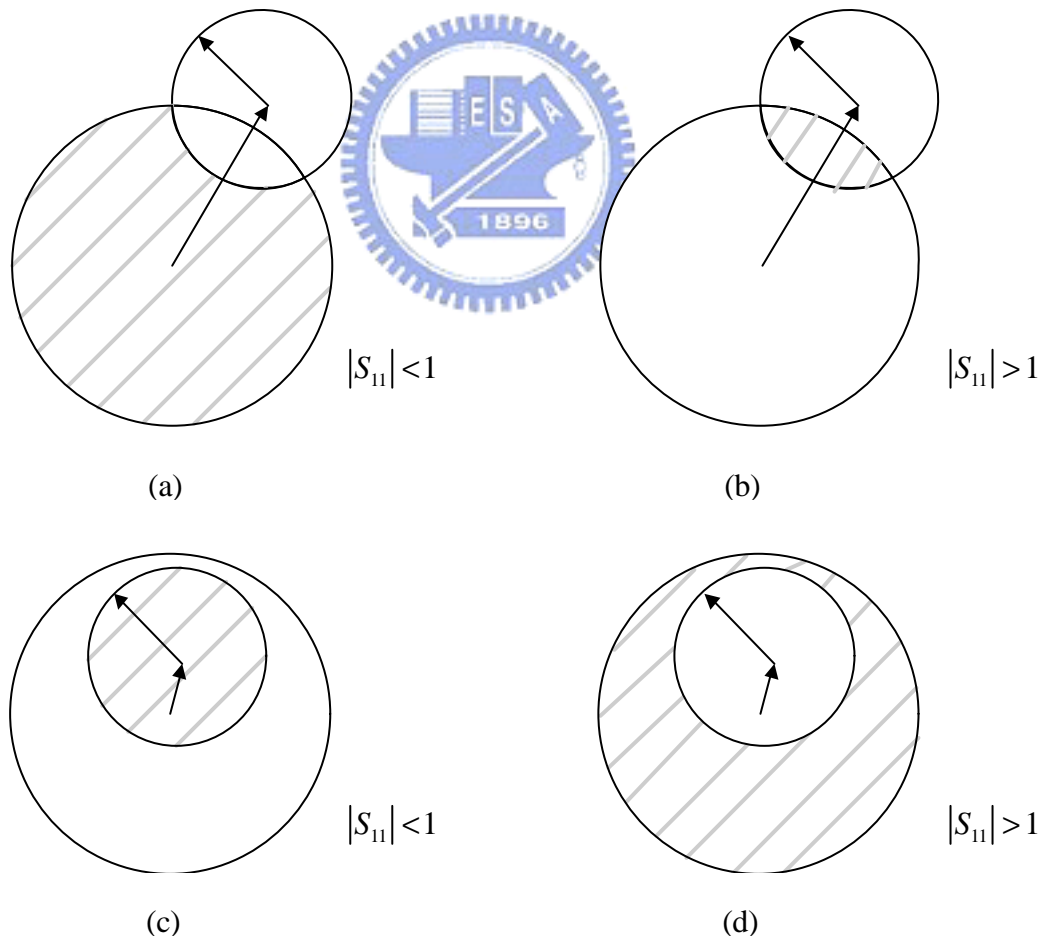 E S A
1896
|S₁₁| < 1
|S₁₁| > 1
(a)
(b)
|S₁₁| < 1
|S₁₁| > 1
(c)
(d)